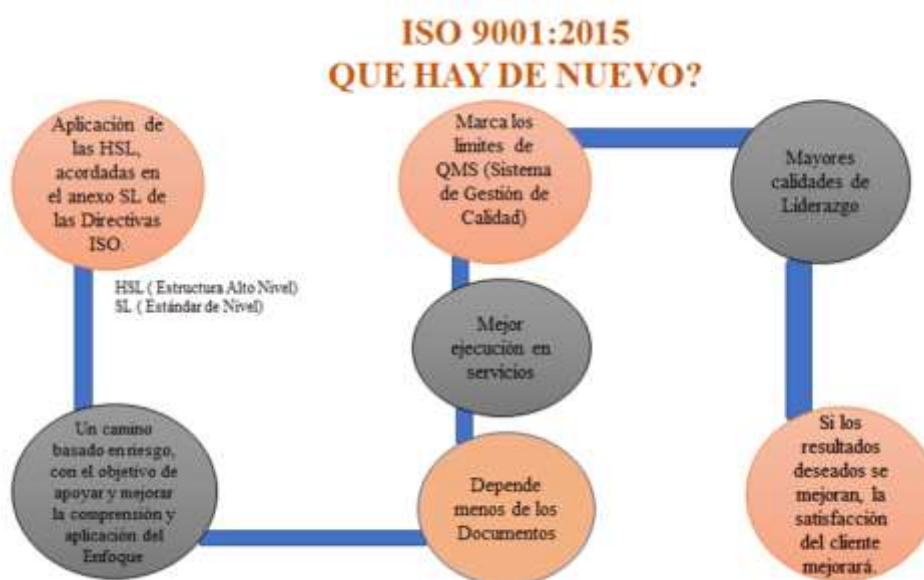 ISO 9001:2015
QUE HAY DE NUEVO?
Aplicación de
las HSL,
acordadas en
el anexo SL de
las Directivas
ISO.
HSL ( Estructura Alto Nivel)
SL ( Estándar de Nivel)
Un camino
basado en riesgo,
con el objetivo de
apoyar y mejorar
la comprensión y
aplicación del
Enfoque
Depende
menos de los
Documentos
Mejor
ejecución en
servicios
Marca los
limites de
QMS (Sistema
de Gestión de
Calidad)
Mayores
calidades de
Liderazgo
Si los
resultados
deseados se
mejoran, la
satisfacción
del cliente
mejorará.